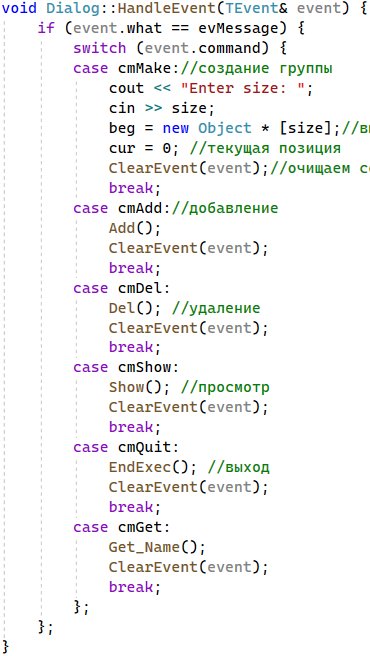 void Dialog::HandleEvent(TEvent& event) {
    if (event.what == evMessage) {
        switch (event.command) {
        case cmMake://создание группы
            cout << "Enter size: ";
            cin >> size;
            beg = new Object * [size];//
            cur = 0; //текущая позиция
            ClearEvent(event);//очищаем
            break;
        case cmAdd://добавление
            Add();
            ClearEvent(event);
            break;
        case cmDel:
            Del(); //удаление
            ClearEvent(event);
            break;
        case cmShow:
            Show(); //просмотр
            ClearEvent(event);
            break;
        case cmQuit:
            EndExec(); //выход
            ClearEvent(event);
            break;
        case cmGet:
            Get_Name();
            ClearEvent(event);
            break;
        };
    };
}